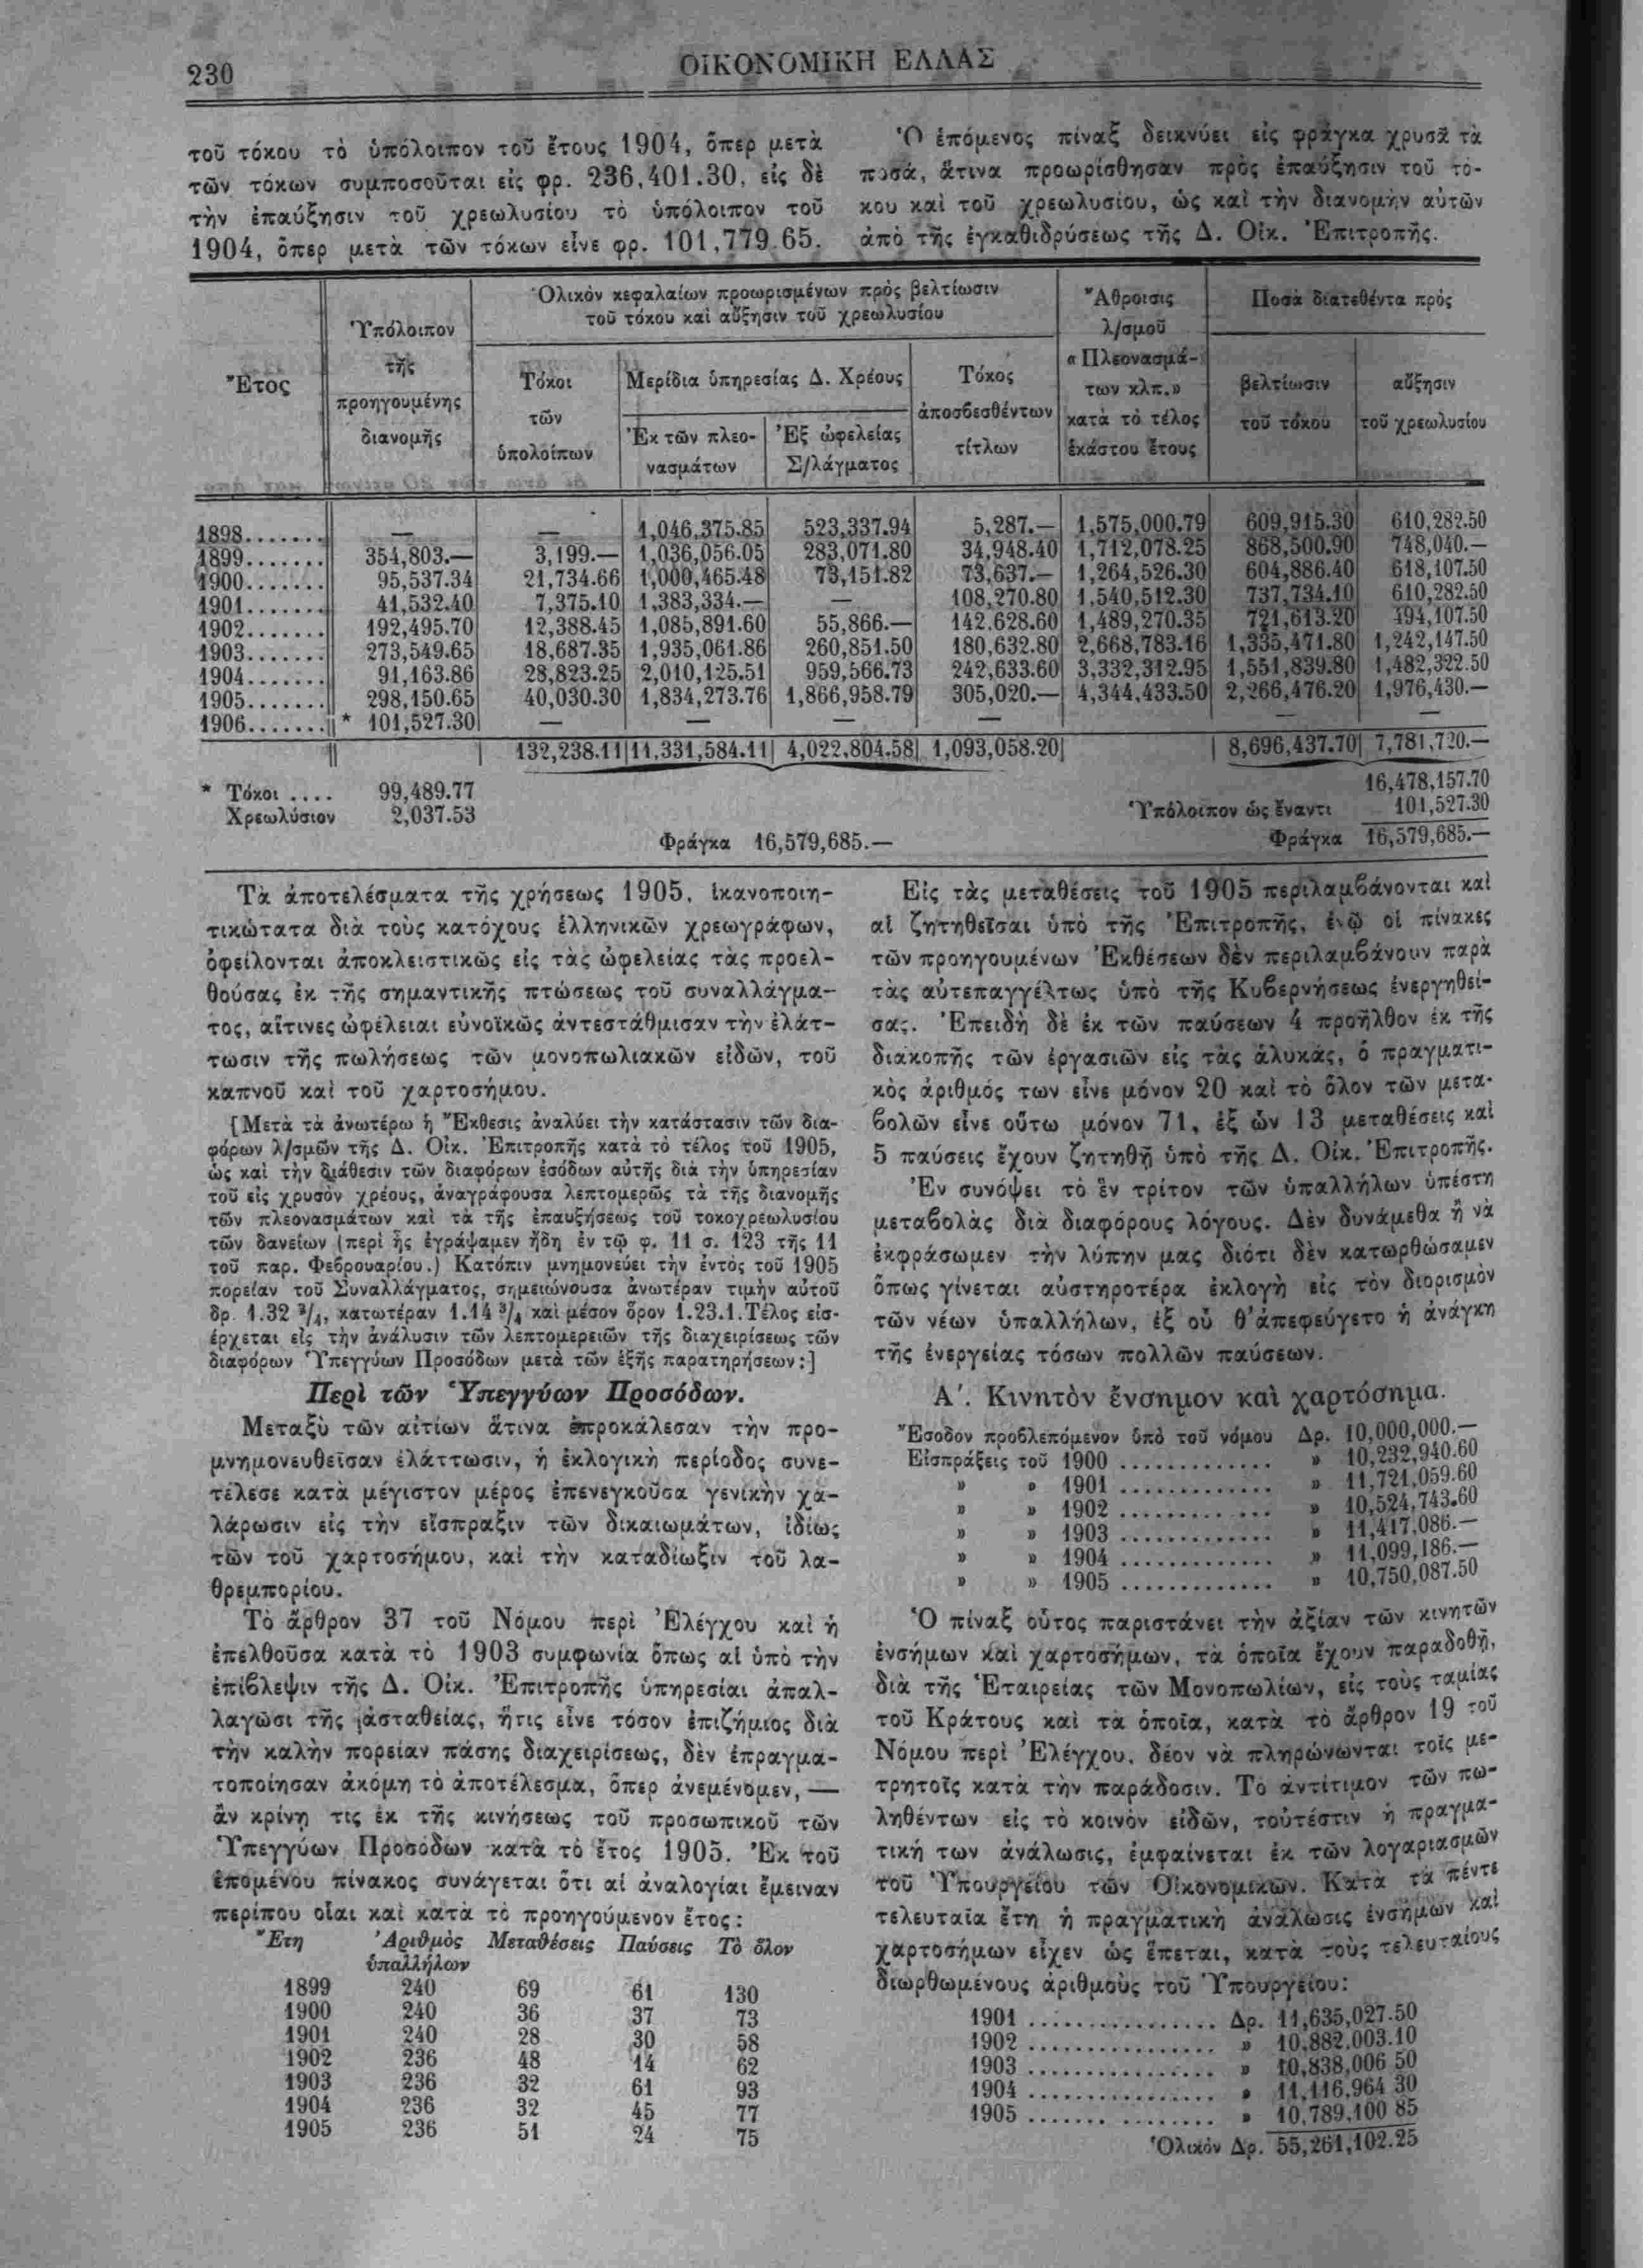 230
ΟΙΚΟΝΟΜΙΚΗ ΕΛΛΑΣ
τοῦ τόκου τὸ ὑπόλοιπον τοῦ ἔτους 1904, ὅπερ μετὰ
τῶν τόκων συμποσοῦται εἰς φρ. 236,401.30, εἰς δὲ
τὴν ἐπαύξησιν τοῦ χρεωλυσίου τὸ ὑπόλοιπον τοῦ
1904, ὅπερ μετὰ τῶν τόκων εἶνε φρ. 101,779.65.
Ὁ ἑπόμενος πίναξ δεικνύει εἰς φράγκα χρυσᾶ τὰ
ποσά, ἅτινα προωρίσθησαν πρὸς ἐπαύξησιν τοῦ τό-
κου καὶ τοῦ χρεωλυσίου, ὡς καὶ τὴν διανομὴν αὐτῶν
ἀπὸ τῆς ἐγκαθιδρύσεως τῆς Δ. Οἰκ. Ἐπιτροπῆς.
Ἔτος
Ὑπόλοιπον
τῆς
προηγουμένης
διανομῆς
Ὁλικὸν κεφαλαίων προωρισμένων πρὸς βελτίωσιν
τοῦ τόκου καὶ αὔξησιν τοῦ χρεωλυσίου
Τόκοι
τῶν
ὑπολοίπων
Μερίδια ὑπηρεσίας Δ. Χρέους
Ἐκ τῶν πλεο-
νασμάτων
Ἐξ ὠφελείας
Σ/λάγματος
Τόκος
ἀποσβεσθέντων
τίτλων
Ἄθροισις
λ/σμοῦ
«Πλεονασμά-
των κλπ.»
κατὰ τὸ τέλος
ἑκάστου ἔτους
Ποσὰ διατεθέντα πρὸς
βελτίωσιν
τοῦ τόκου
αὔξησιν
τοῦ χρεωλυσίου
1898....... — — 1,046,375.85 523,337.94 5,287.— 1,575,000.79 609,915.30 610,282.50
1899....... 354,803.— 3,199.— 1,036,056.05 283,071.80 34,948.40 1,712,078.25 868,500.90 748,040.—
1900....... 95,537.34 21,734.66 1,000,465.48 73,151.82 73,637.— 1,264,526.30 604,886.40 618,107.50
1901....... 41,532.40 7,375.10 1,383,334.— — 108,270.80 1,540,512.30 737,734.10 610,282.50
1902....... 192,495.70 12,388.45 1,085,891.60 55,866.— 142.628.60 1,489,270.35 721,613.20 494,107.50
1903....... 273,549.65 18,687.35 1,935,061.86 260,851.50 180,632.80 2,668,783.16 1,335,471.80 1,242,147.50
1904....... 91,163.86 28,823.25 2,010,125.51 959,566.73 242,633.60 3,332,312.95 1,551,839.80 1,482,322.50
1905....... 298,150.65 40,030.30 1,834,273.76 1,866,958.79 305,020.— 4,344,433.50 2,266,476.20 1,976,430.—
1906....... * 101,527.30 — — — — — —
132,238.11 11,331,584.11 4,022,804.58 1,093,058.20 8,696,437.70 7,781,720.—
* Τόκοι .... 99,489.77
Χρεωλύσιον 2,037.53
Φράγκα 16,579,685.—
16,478,157.70
Ὑπόλοιπον ὡς ἔναντι 101,527.30
Φράγκα 16,579,685.—
Τὰ ἀποτελέσματα τῆς χρήσεως 1905, ἱκανοποιη-
τικώτατα διὰ τοὺς κατόχους ἑλληνικῶν χρεωγράφων,
ὀφείλονται ἀποκλειστικῶς εἰς τὰς ὠφελείας τὰς προελ-
θούσας ἐκ τῆς σημαντικῆς πτώσεως τοῦ συναλλάγμα-
τος, αἵτινες ὠφέλειαι εὐνοϊκῶς ἀντεστάθμισαν τὴν ἐλάτ-
τωσιν τῆς πωλήσεως τῶν μονοπωλιακῶν εἰδῶν, τοῦ
καπνοῦ καὶ τοῦ χαρτοσήμου.
[Μετὰ τὰ ἀνωτέρω ἡ Ἔκθεσις ἀναλύει τὴν κατάστασιν τῶν δια-
φόρων λ/σμῶν τῆς Δ. Οἰκ. Ἐπιτροπῆς κατὰ τὸ τέλος τοῦ 1905,
ὡς καὶ τὴν διάθεσιν τῶν διαφόρων ἐσόδων αὐτῆς διὰ τὴν ὑπηρεσίαν
τοῦ εἰς χρυσὸν χρέους, ἀναγράφουσα λεπτομερῶς τὰ τῆς διανομῆς
τῶν πλεονασμάτων καὶ τὰ τῆς ἐπαυξήσεως τοῦ τοκοχρεωλυσίου
τῶν δανείων (περὶ ἧς ἐγράψαμεν ἤδη ἐν τῷ φ. 11 σ. 123 τῆς 11
τοῦ παρ. Φεβρουαρίου.) Κατόπιν μνημονεύει τὴν ἐντὸς τοῦ 1905
πορείαν τοῦ Συναλλάγματος, σημειώνουσα ἀνωτέραν τιμὴν αὐτοῦ
δρ. 1.32 ³/₄, κατωτέραν 1.14 ³/₄ καὶ μέσον ὅρον 1.23.1. Τέλος εἰσ-
έρχεται εἰς τὴν ἀνάλυσιν τῶν λεπτομερειῶν τῆς διαχειρίσεως τῶν
διαφόρων Ὑπεγγύων Προσόδων μετὰ τῶν ἑξῆς παρατηρήσεων:]
Περὶ τῶν Ὑπεγγύων Προσόδων.
Μεταξὺ τῶν αἰτίων ἅτινα ἐπροκάλεσαν τὴν προ-
μνημονευθεῖσαν ἐλάττωσιν, ἡ ἐκλογικὴ περίοδος συνε-
τέλεσε κατὰ μέγιστον μέρος ἐπενεγκοῦσα γενικὴν χα-
λάρωσιν εἰς τὴν εἴσπραξιν τῶν δικαιωμάτων, ἰδίως
τῶν τοῦ χαρτοσήμου, καὶ τὴν καταδίωξιν τοῦ λα-
θρεμπορίου.
Τὸ ἄρθρον 37 τοῦ Νόμου περὶ Ἐλέγχου καὶ ἡ
ἐπελθοῦσα κατὰ τὸ 1903 συμφωνία ὅπως αἱ ὑπὸ τὴν
ἐπίβλεψιν τῆς Δ. Οἰκ. Ἐπιτροπῆς ὑπηρεσίαι ἀπαλ-
λαγῶσι τῆς ἀσταθείας, ἥτις εἶνε τόσον ἐπιζήμιος διὰ
τὴν καλὴν πορείαν πάσης διαχειρίσεως, δὲν ἐπραγμα-
τοποίησαν ἀκόμη τὸ ἀποτέλεσμα, ὅπερ ἀνεμένομεν, —
ἂν κρίνῃ τις ἐκ τῆς κινήσεως τοῦ προσωπικοῦ τῶν
Ὑπεγγύων Προσόδων κατὰ τὸ ἔτος 1905. Ἐκ τοῦ
ἑπομένου πίνακος συνάγεται ὅτι αἱ ἀναλογίαι ἔμειναν
περίπου οἷαι καὶ κατὰ τὸ προηγούμενον ἔτος:
Ἔτη Ἀριθμὸς Μεταθέσεις Παύσεις Τὸ ὅλον
ὑπαλλήλων
1899 240 69 61 130
1900 240 36 37 73
1901 240 28 30 58
1902 236 48 14 62
1903 236 32 61 93
1904 236 32 45 77
1905 236 51 24 75
Εἰς τὰς μεταθέσεις τοῦ 1905 περιλαμβάνονται καὶ
αἱ ζητηθεῖσαι ὑπὸ τῆς Ἐπιτροπῆς, ἐνῷ οἱ πίνακες
τῶν προηγουμένων Ἐκθέσεων δὲν περιλαμβάνουν παρὰ
τὰς αὐτεπαγγέλτως ὑπὸ τῆς Κυβερνήσεως ἐνεργηθεί-
σας. Ἐπειδὴ δὲ ἐκ τῶν παύσεων 4 προῆλθον ἐκ τῆς
διακοπῆς τῶν ἐργασιῶν εἰς τὰς ἁλυκάς, ὁ πραγματι-
κὸς ἀριθμός των εἶνε μόνον 20 καὶ τὸ ὅλον τῶν μετα-
βολῶν εἶνε οὕτω μόνον 71, ἐξ ὧν 13 μεταθέσεις καὶ
5 παύσεις ἔχουν ζητηθῇ ὑπὸ τῆς Δ. Οἰκ. Ἐπιτροπῆς.
Ἐν συνόψει τὸ ἓν τρίτον τῶν ὑπαλλήλων ὑπέστη
μεταβολὰς διὰ διαφόρους λόγους. Δὲν δυνάμεθα ἢ νὰ
ἐκφράσωμεν τὴν λύπην μας διότι δὲν κατωρθώσαμεν
ὅπως γίνεται αὐστηροτέρα ἐκλογὴ εἰς τὸν διορισμὸν
τῶν νέων ὑπαλλήλων, ἐξ οὗ θ' ἀπεφεύγετο ἡ ἀνάγκη
τῆς ἐνεργείας τόσων πολλῶν παύσεων.
Α'. Κινητὸν ἔνσημον καὶ χαρτόσημα.
Ἔσοδον προβλεπόμενον ὑπὸ τοῦ νόμου Δρ. 10,000,000.—
Εἰσπράξεις τοῦ 1900 ............. » 10,232,940.60
» » 1901 ............. » 11,721,059.60
» » 1902 ............. » 10,524,743.60
» » 1903 ............. » 11,417,086.—
» » 1904 ............. » 11,099,186.—
» » 1905 ............. » 10,750,087.50
Ὁ πίναξ οὗτος παριστάνει τὴν ἀξίαν τῶν κινητῶν
ἐνσήμων καὶ χαρτοσήμων, τὰ ὁποῖα ἔχουν παραδοθῇ,
διὰ τῆς Ἑταιρείας τῶν Μονοπωλίων, εἰς τοὺς ταμίας
τοῦ Κράτους καὶ τὰ ὁποῖα, κατὰ τὸ ἄρθρον 19 τοῦ
Νόμου περὶ Ἐλέγχου, δέον νὰ πληρώνωνται τοῖς με-
τρητοῖς κατὰ τὴν παράδοσιν. Τὸ ἀντίτιμον τῶν πω-
ληθέντων εἰς τὸ κοινὸν εἰδῶν, τοὐτέστιν ἡ πραγμα-
τική των ἀνάλωσις, ἐμφαίνεται ἐκ τῶν λογαριασμῶν
τοῦ Ὑπουργείου τῶν Οἰκονομικῶν. Κατὰ τὰ πέντε
τελευταῖα ἔτη ἡ πραγματικὴ ἀνάλωσις ἐνσήμων καὶ
χαρτοσήμων εἶχεν ὡς ἕπεται, κατὰ τοὺς τελευταίους
διωρθωμένους ἀριθμοὺς τοῦ Ὑπουργείου:
1901 ................ Δρ. 11,635,027.50
1902 ................ » 10.882,003.10
1903 ................ » 10,838,006 50
1904 ................ » 11,116,964 30
1905 ................ » 10,789,100 85
Ὁλικόν Δρ. 55,261,102.25